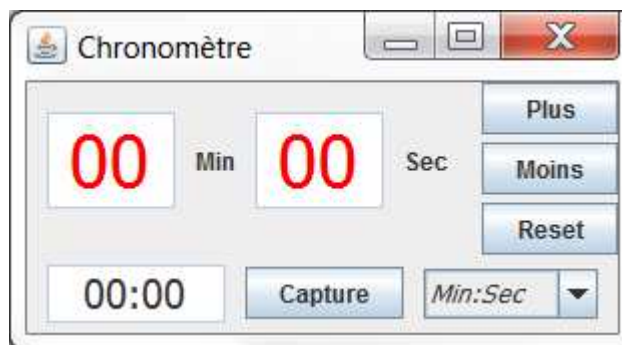 Chronomètre
Plus
00 Min 00 Sec Moins
Reset
00:00 Capture Min:Sec